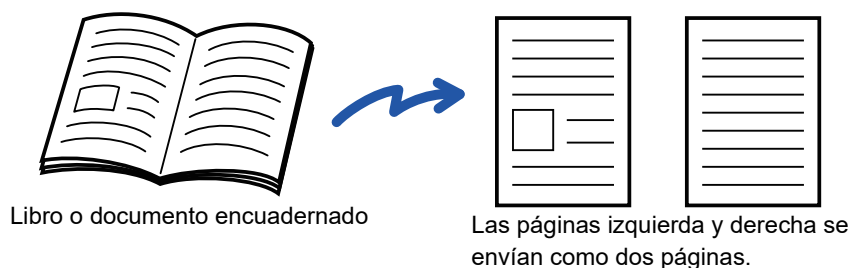 Libro o documento encuadernado
Las páginas izquierda y derecha se
envían como dos páginas.